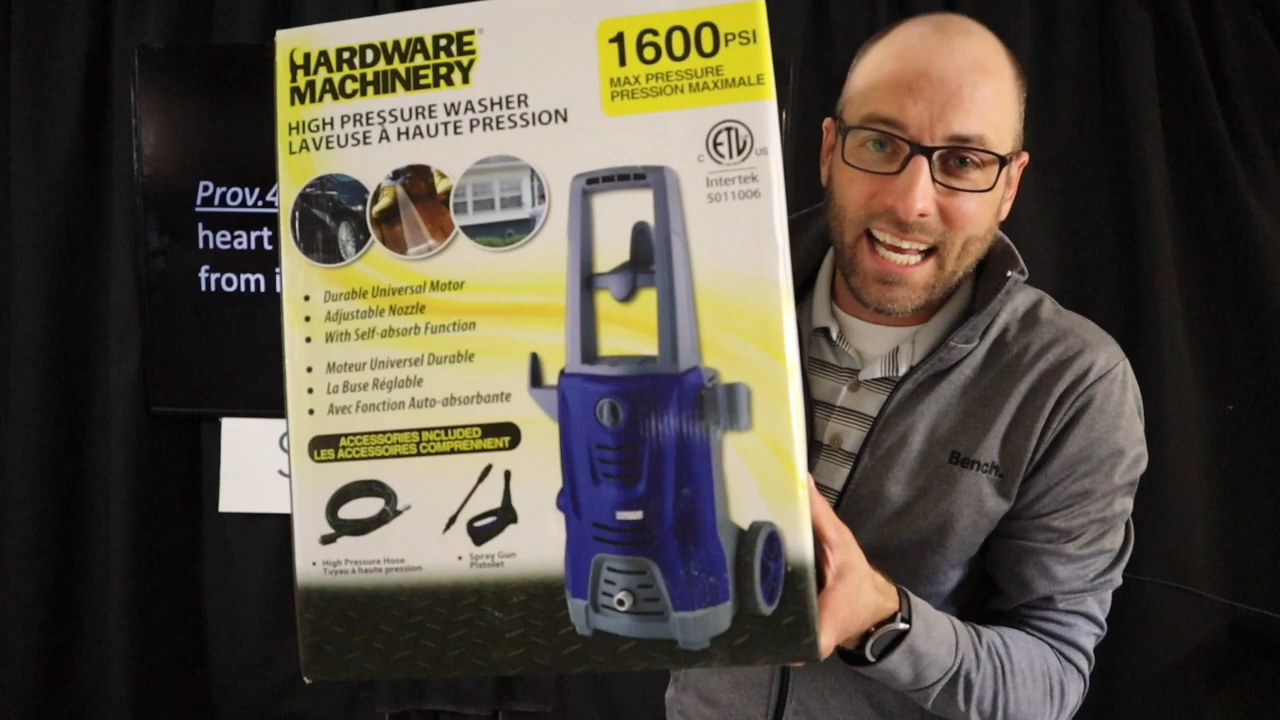 HARDWARE
MACHINERY
HIGH PRESSURE WASHER
LAVEUSE À HAUTE PRESSION
1600 PSI
MAX PRESSURE
PRESSION MAXIMALE
C ETL US
Intertek
5011006
Prov.4
heart
from i
• Durable Universal Motor
• Adjustable Nozzle
• With Self-absorb Function
• Moteur Universel Durable
• La Buse Réglable
• Avec Fonction Auto-absorbante
ACCESSORIES INCLUDED
LES ACCESSOIRES COMPRENNENT
• High Pressure Hose
Tuyau à haute pression
• Spray Gun
Pistolet
Bench.